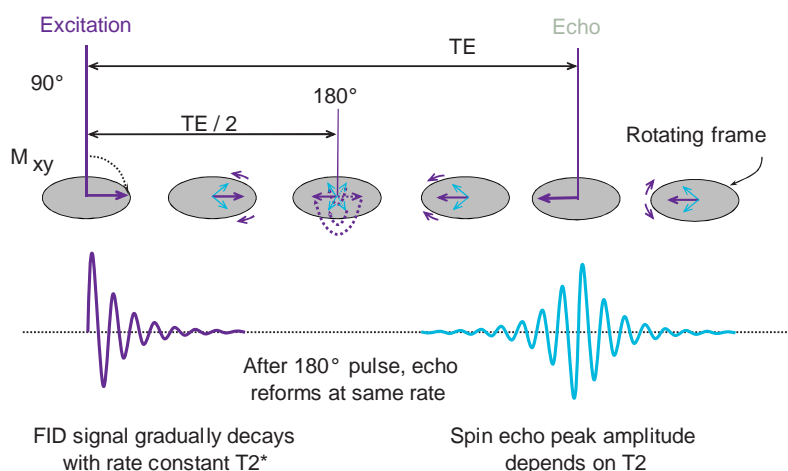 Excitation
Echo
TE
90°
180°
TE / 2
Rotating frame
M xy
After 180° pulse, echo
reforms at same rate
FID signal gradually decays
with rate constant T2*
Spin echo peak amplitude
depends on T2